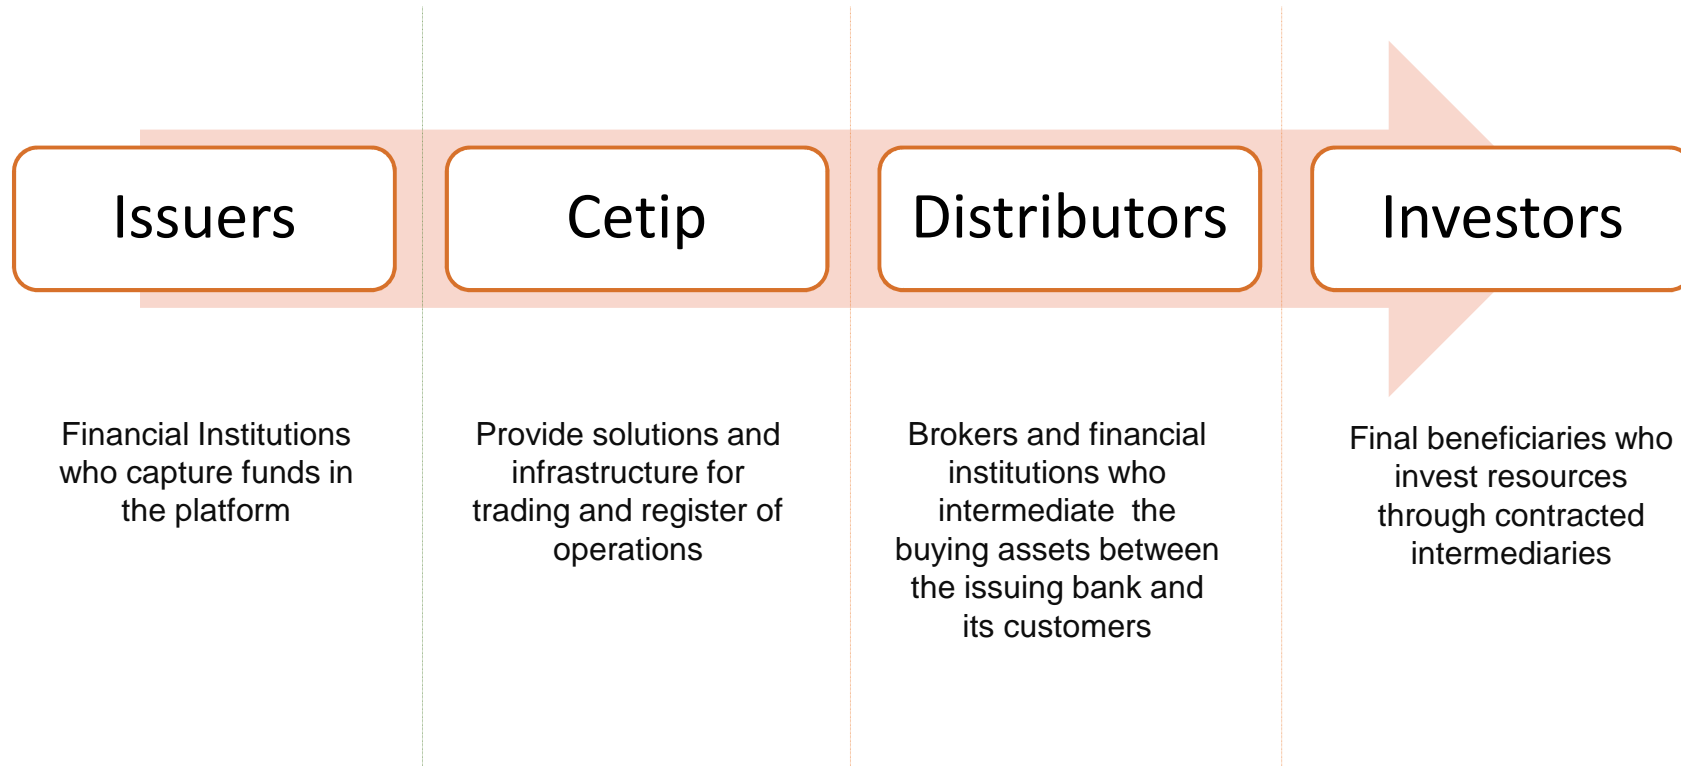 Issuers
Cetip
Distributors
Investors
Financial Institutions
who capture funds in
the platform
Provide solutions and
infrastructure for
trading and register of
operations
Brokers and financial
institutions who
intermediate  the
buying assets between
the issuing bank and
its customers
Final beneficiaries who
invest resources
through contracted
intermediaries